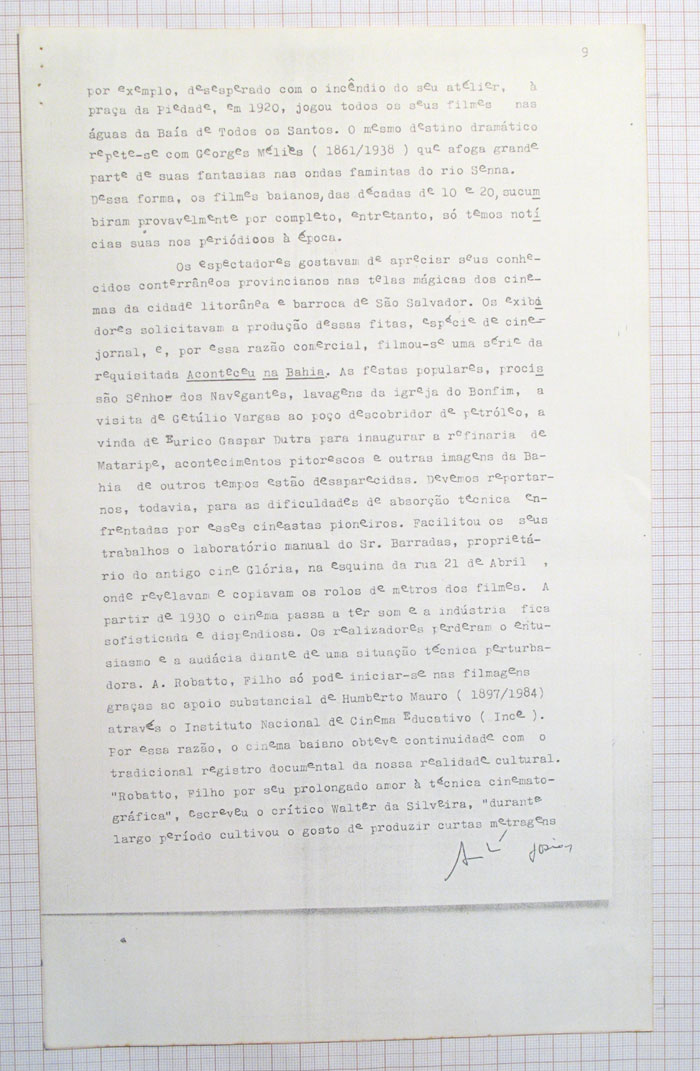 9
por exemplo, desesperado com o incêndio do seu atélier, à
praça da Piedade, em 1920, jogou todos os seus filmes nas
águas da Baía de Todos os Santos. O mesmo destino dramático
repete-se com Georges Méliès ( 1861/1938 ) que afoga grande
parte de suas fantasias nas ondas famintas do rio Senna.
Dessa forma, os filmes baianos, das décadas de 10 e 20, sucum
biram provavelmente por completo, entretanto, só temos notí
cias suas nos periódicos à época.
Os espectadores gostavam de apreciar seus conhe-
cidos conterrâneos provincianos nas telas mágicas dos cine-
mas da cidade litorânea e barroca de São Salvador. Os exibi
dores solicitavam a produção dessas fitas, espécie de cine-
jornal, e, por essa razão comercial, filmou-se uma série da
requisitada Aconteceu na Bahia. As festas populares, procis
são Senhor dos Navegantes, lavagens da igreja do Bonfim, a
visita de Getúlio Vargas ao poço descobridor de petróleo, a
vinda de Eurico Gaspar Dutra para inaugurar a refinaria de
Mataripe, acontecimentos pitorescos e outras imagens da Ba-
hia de outros tempos estão desaparecidas. Devemos reportar-
nos, todavia, para as dificuldades de absorção técnica en-
frentadas por esses cineastas pioneiros. Facilitou os seus
trabalhos o laboratório manual do Sr. Barradas, proprietá-
rio do antigo cine Glória, na esquina da rua 21 de Abril ,
onde revelavam e copiavam os rolos de metros dos filmes. A
partir de 1930 o cinema passa a ter som e a indústria fica
sofisticada e dispendiosa. Os realizadores perderam o entu-
siasmo e a audácia diante de uma situação técnica perturba-
dora. A. Robatto, Filho só pode iniciar-se nas filmagens
graças ao apoio substancial de Humberto Mauro ( 1897/1984)
através o Instituto Nacional de Cinema Educativo ( Ince ).
Por essa razão, o cinema baiano obteve continuidade com o
tradicional registro documental da nossa realidade cultural.
"Robatto, Filho por seu prolongado amor à técnica cinemato-
gráfica", escreveu o crítico Walter da Silveira, "durante
largo período cultivou o gosto de produzir curtas metragens